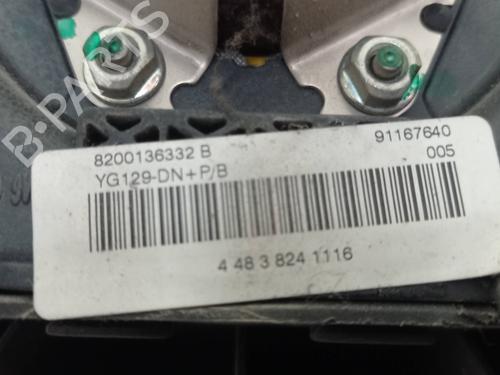 B-PARTS
8200136332 B
91167640
YG129-DN+P/B
005
4 48 3 824 1116